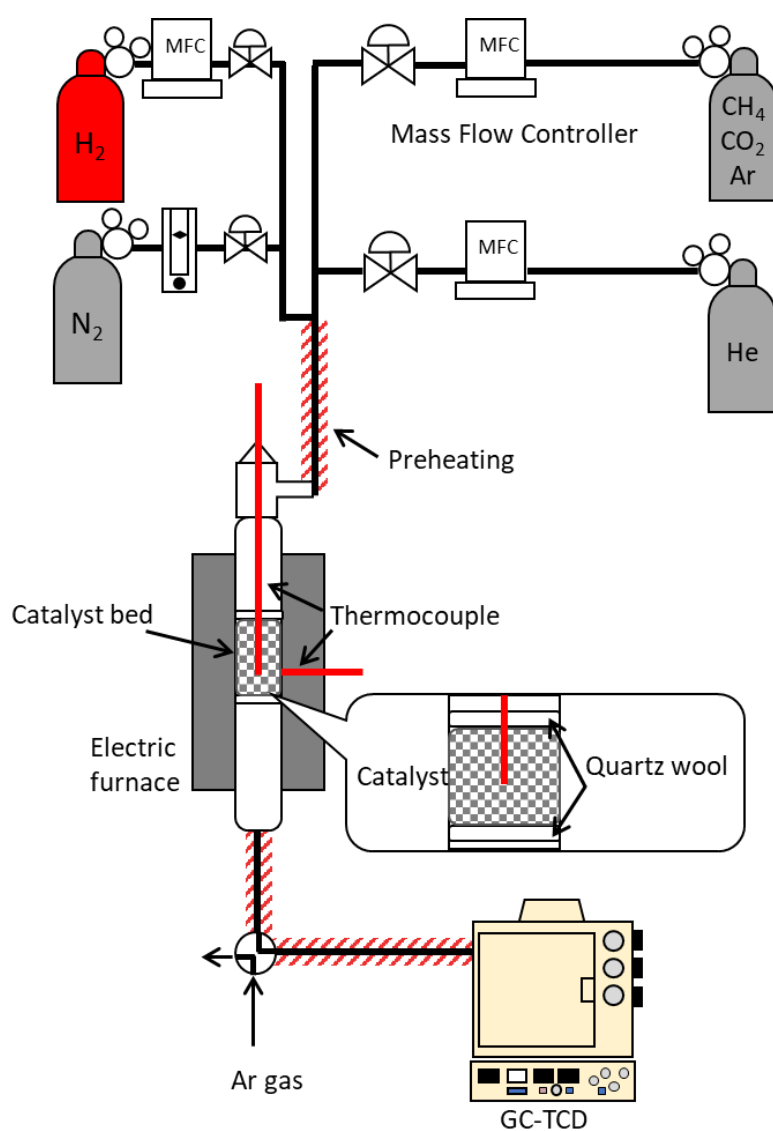 MFC
MFC
H₂
CH₄
CO₂
Ar
Mass Flow Controller
MFC
N₂
He
Preheating
Catalyst bed
Thermocouple
Electric
furnace
Catalyst
Quartz wool
Ar gas
GC-TCD